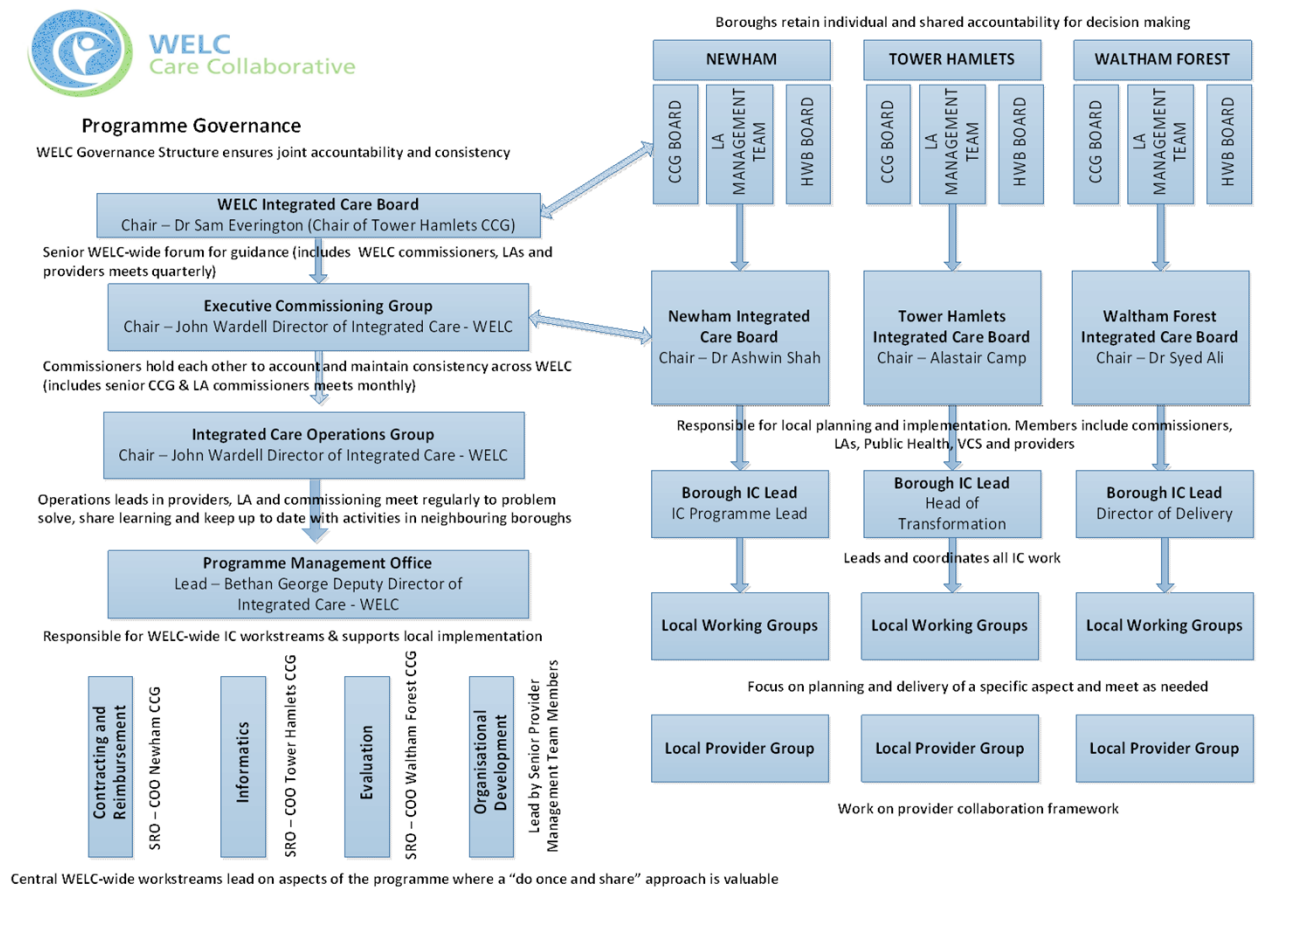 WELC
Care Collaborative
Programme Governance
WELC Governance Structure ensures joint accountability and consistency
WELC Integrated Care Board
Chair – Dr Sam Everington (Chair of Tower Hamlets CCG)
Senior WELC-wide forum for guidance (includes WELC commissioners, LAs and
providers meets quarterly)
Executive Commissioning Group
Chair – John Wardell Director of Integrated Care - WELC
Commissioners hold each other to account and maintain consistency across WELC
(includes senior CCG & LA commissioners meets monthly)
Integrated Care Operations Group
Chair – John Wardell Director of Integrated Care - WELC
Operations leads in providers, LA and commissioning meet regularly to problem
solve, share learning and keep up to date with activities in neighbouring boroughs
Programme Management Office
Lead – Bethan George Deputy Director of
Integrated Care - WELC
Responsible for WELC-wide IC workstreams & supports local implementation
Contracting and
Reimbursement
SRO – COO Newham CCG
Informatics
SRO – COO Tower Hamlets CCG
Evaluation
SRO – COO Waltham Forest CCG
Organisational
Development
Lead by Senior Provider
Management Team Members
Central WELC-wide workstreams lead on aspects of the programme where a “do once and share” approach is valuable
Boroughs retain individual and shared accountability for decision making
NEWHAM
TOWER HAMLETS
WALTHAM FOREST
CCG BOARD
LA
MANAGEMENT
TEAM
HWB BOARD
CCG BOARD
LA
MANAGEMENT
TEAM
HWB BOARD
CCG BOARD
LA
MANAGEMENT
TEAM
HWB BOARD
Newham Integrated
Care Board
Chair – Dr Ashwin Shah
Tower Hamlets
Integrated Care Board
Chair – Alastair Camp
Waltham Forest
Integrated Care Board
Chair – Dr Syed Ali
Responsible for local planning and implementation. Members include commissioners,
LAs, Public Health, VCS and providers
Borough IC Lead
IC Programme Lead
Borough IC Lead
Head of
Transformation
Borough IC Lead
Director of Delivery
Leads and coordinates all IC work
Local Working Groups
Local Working Groups
Local Working Groups
Focus on planning and delivery of a specific aspect and meet as needed
Local Provider Group
Local Provider Group
Local Provider Group
Work on provider collaboration framework